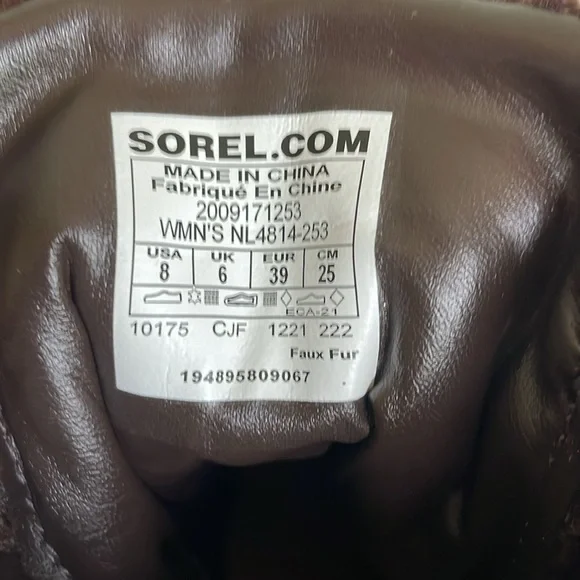 SOREL.COM
MADE IN CHINA
Fabriqué En Chine
2009171253
WMN'S NL4814-253
USA UK EUR CM
8 6 39 25
ECA-21
10175 CJF 1221 222
Faux Fur
194895809067